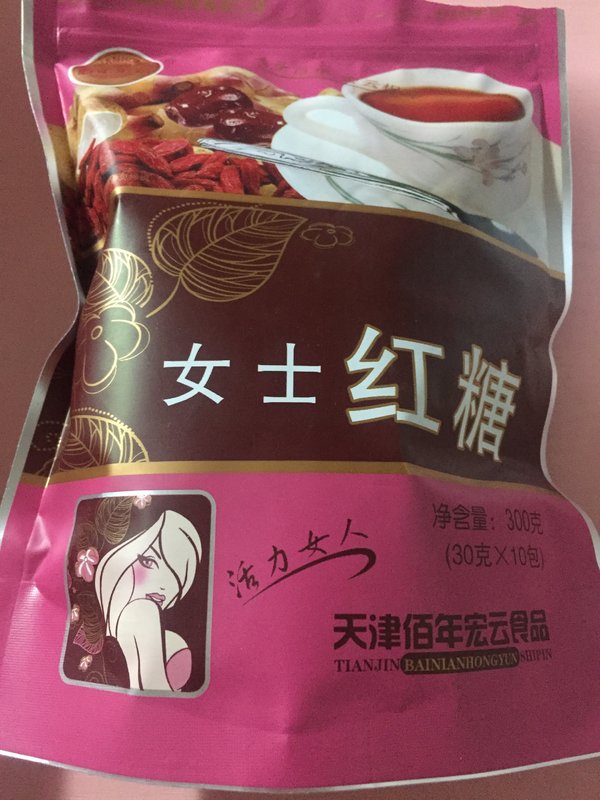 女士红糖
净含量：300克
(30克×10包)
活力女人
天津佰年宏云食品
TIANJIN BAINIANHONGYUN SHIPIN